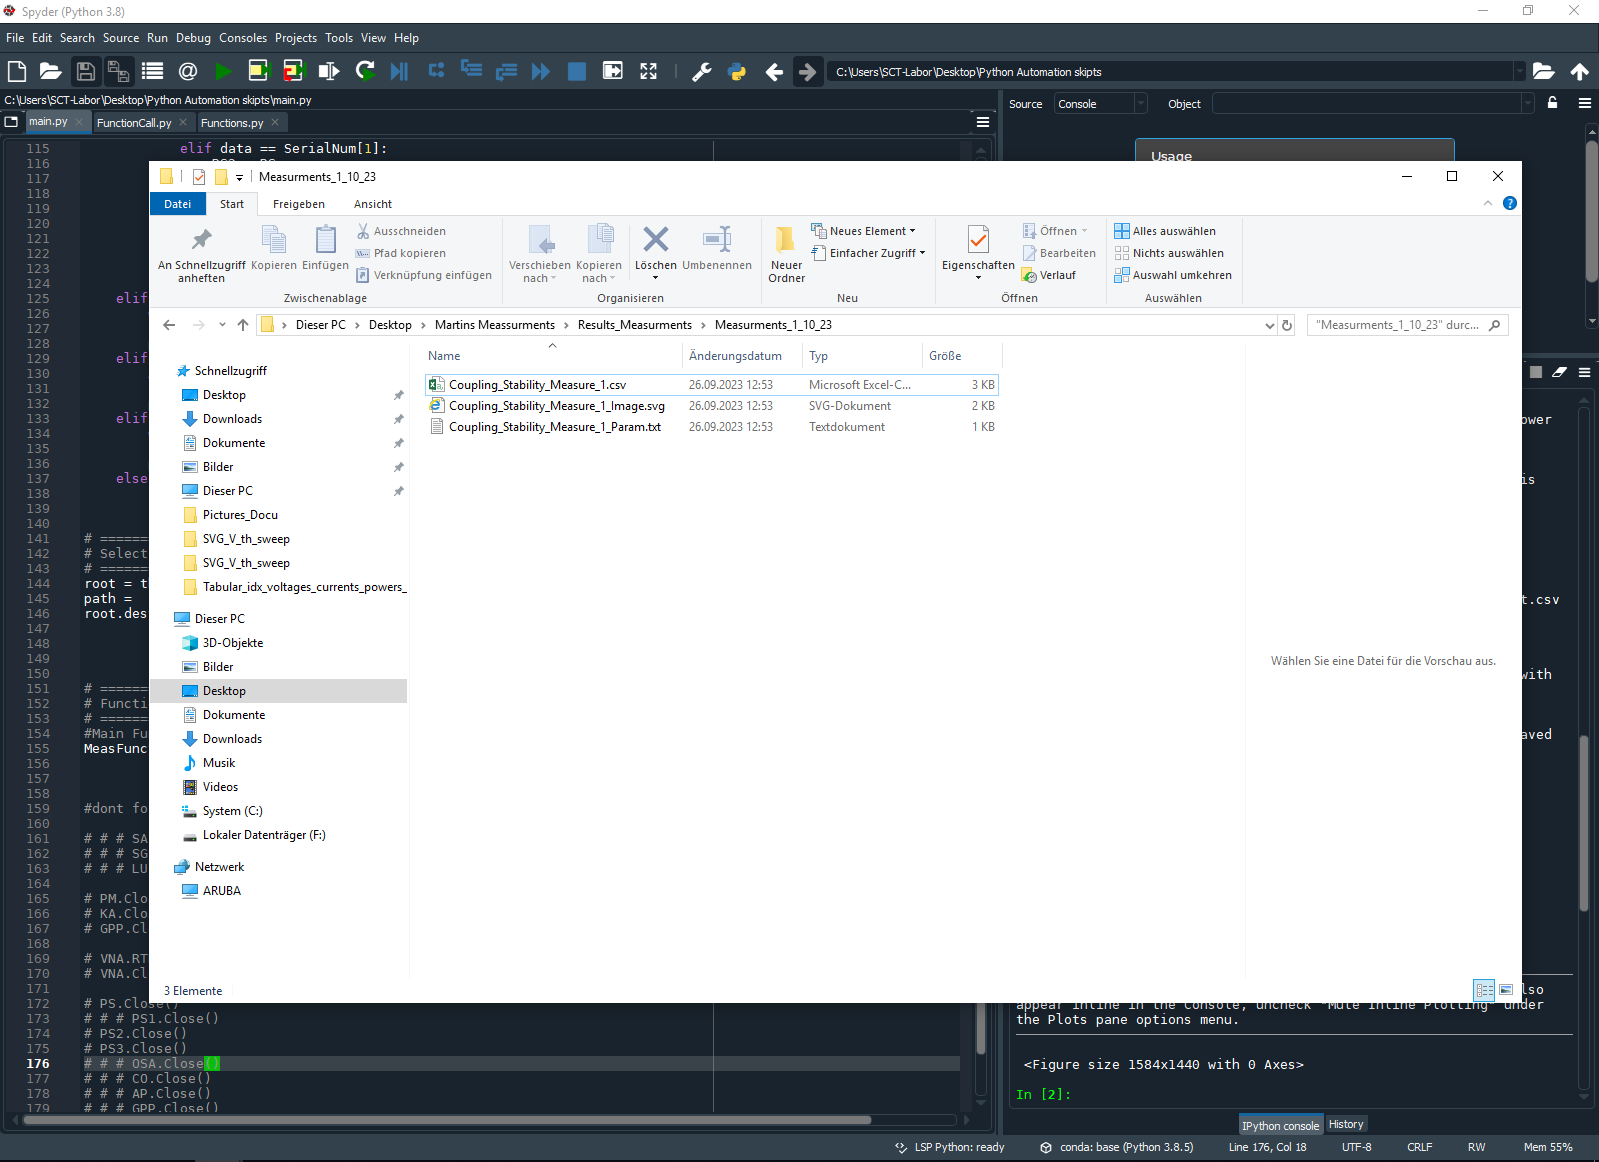 Spyder (Python 3.8)
File Edit Search Source Run Debug Consoles Projects Tools View Help
C:\Users\SCT-Labor\Desktop\Python Automation skipts
C:\Users\SCT-Labor\Desktop\Python Automation skipts\main.py
Source Console Object
main.py FunctionCall.py Functions.py
Usage
115 elif data == SerialNum[1]:
116
117
118
119
120
121
122
123
124
125 elif
126
127
128
129 elif
130
131
132
133 elif
134
135
136
137 else
138
139
140
141 # =======
142 # Select
143 # =======
144 root = t
145 path =
146 root.des
147
148
149
150
151 # =======
152 # Functi
153 # =======
154 #Main Fu
155 MeasFunc
156
157
158
159 #dont fo
160
161 # # # SA
162 # # # SG
163 # # # LU
164
165 # PM.Clo
166 # KA.Clo
167 # GPP.Cl
168
169 # VNA.RT
170 # VNA.Cl
171
172 # PS.Close()
173 # # # PS1.Close()
174 # PS2.Close()
175 # PS3.Close()
176 # # # OSA.Close()
177 # # # CO.Close()
178 # # # AP.Close()
179 # # # GPP.Close()
Measurments_1_10_23
Datei Start Freigeben Ansicht
An Schnellzugriff anheften
Kopieren
Einfügen
Ausschneiden
Pfad kopieren
Verknüpfung einfügen
Zwischenablage
Verschieben nach
Kopieren nach
Löschen
Umbenennen
Organisieren
Neuer Ordner
Neues Element
Einfacher Zugriff
Neu
Eigenschaften
Öffnen
Bearbeiten
Verlauf
Öffnen
Alles auswählen
Nichts auswählen
Auswahl umkehren
Auswählen
Dieser PC > Desktop > Martins Meassurments > Results_Measurments > Measurments_1_10_23
"Measurments_1_10_23" durc...
Schnellzugriff
Desktop
Downloads
Dokumente
Bilder
Dieser PC
Pictures_Docu
SVG_V_th_sweep
SVG_V_th_sweep
Tabular_idx_voltages_currents_powers_
Dieser PC
3D-Objekte
Bilder
Desktop
Dokumente
Downloads
Musik
Videos
System (C:)
Lokaler Datenträger (F:)
Netzwerk
ARUBA
Name Änderungsdatum Typ Größe
Coupling_Stability_Measure_1.csv 26.09.2023 12:53 Microsoft Excel-C... 3 KB
Coupling_Stability_Measure_1_Image.svg 26.09.2023 12:53 SVG-Dokument 2 KB
Coupling_Stability_Measure_1_Param.txt 26.09.2023 12:53 Textdokument 1 KB
Wählen Sie eine Datei für die Vorschau aus.
3 Elemente
ower
is
t.csv
with
aved
lso
appear inline in the Console, uncheck "Mute Inline Plotting" under
the Plots pane options menu.
<Figure size 1584x1440 with 0 Axes>
In [2]:
IPython console History
LSP Python: ready conda: base (Python 3.8.5) Line 176, Col 18 UTF-8 CRLF RW Mem 55%